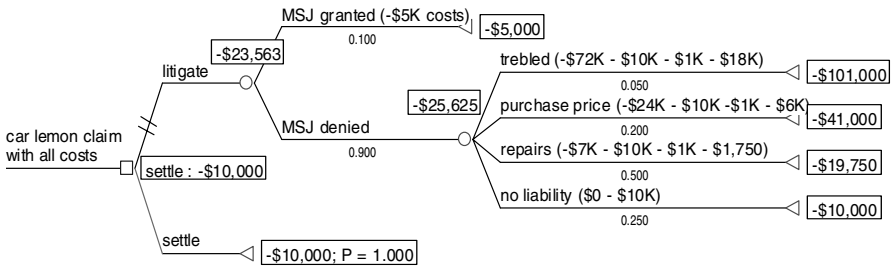 MSJ granted (-$5K costs)
0.100
-$5,000
-$23,563
litigate
trebled (-$72K - $10K - $1K - $18K)
0.050
-$101,000
-$25,625
purchase price (-$24K - $10K -$1K - $6K)
0.200
-$41,000
MSJ denied
0.900
car lemon claim
with all costs
repairs (-$7K - $10K - $1K - $1,750)
0.500
-$19,750
settle : -$10,000
no liability ($0 - $10K)
0.250
-$10,000
settle
-$10,000; P = 1.000